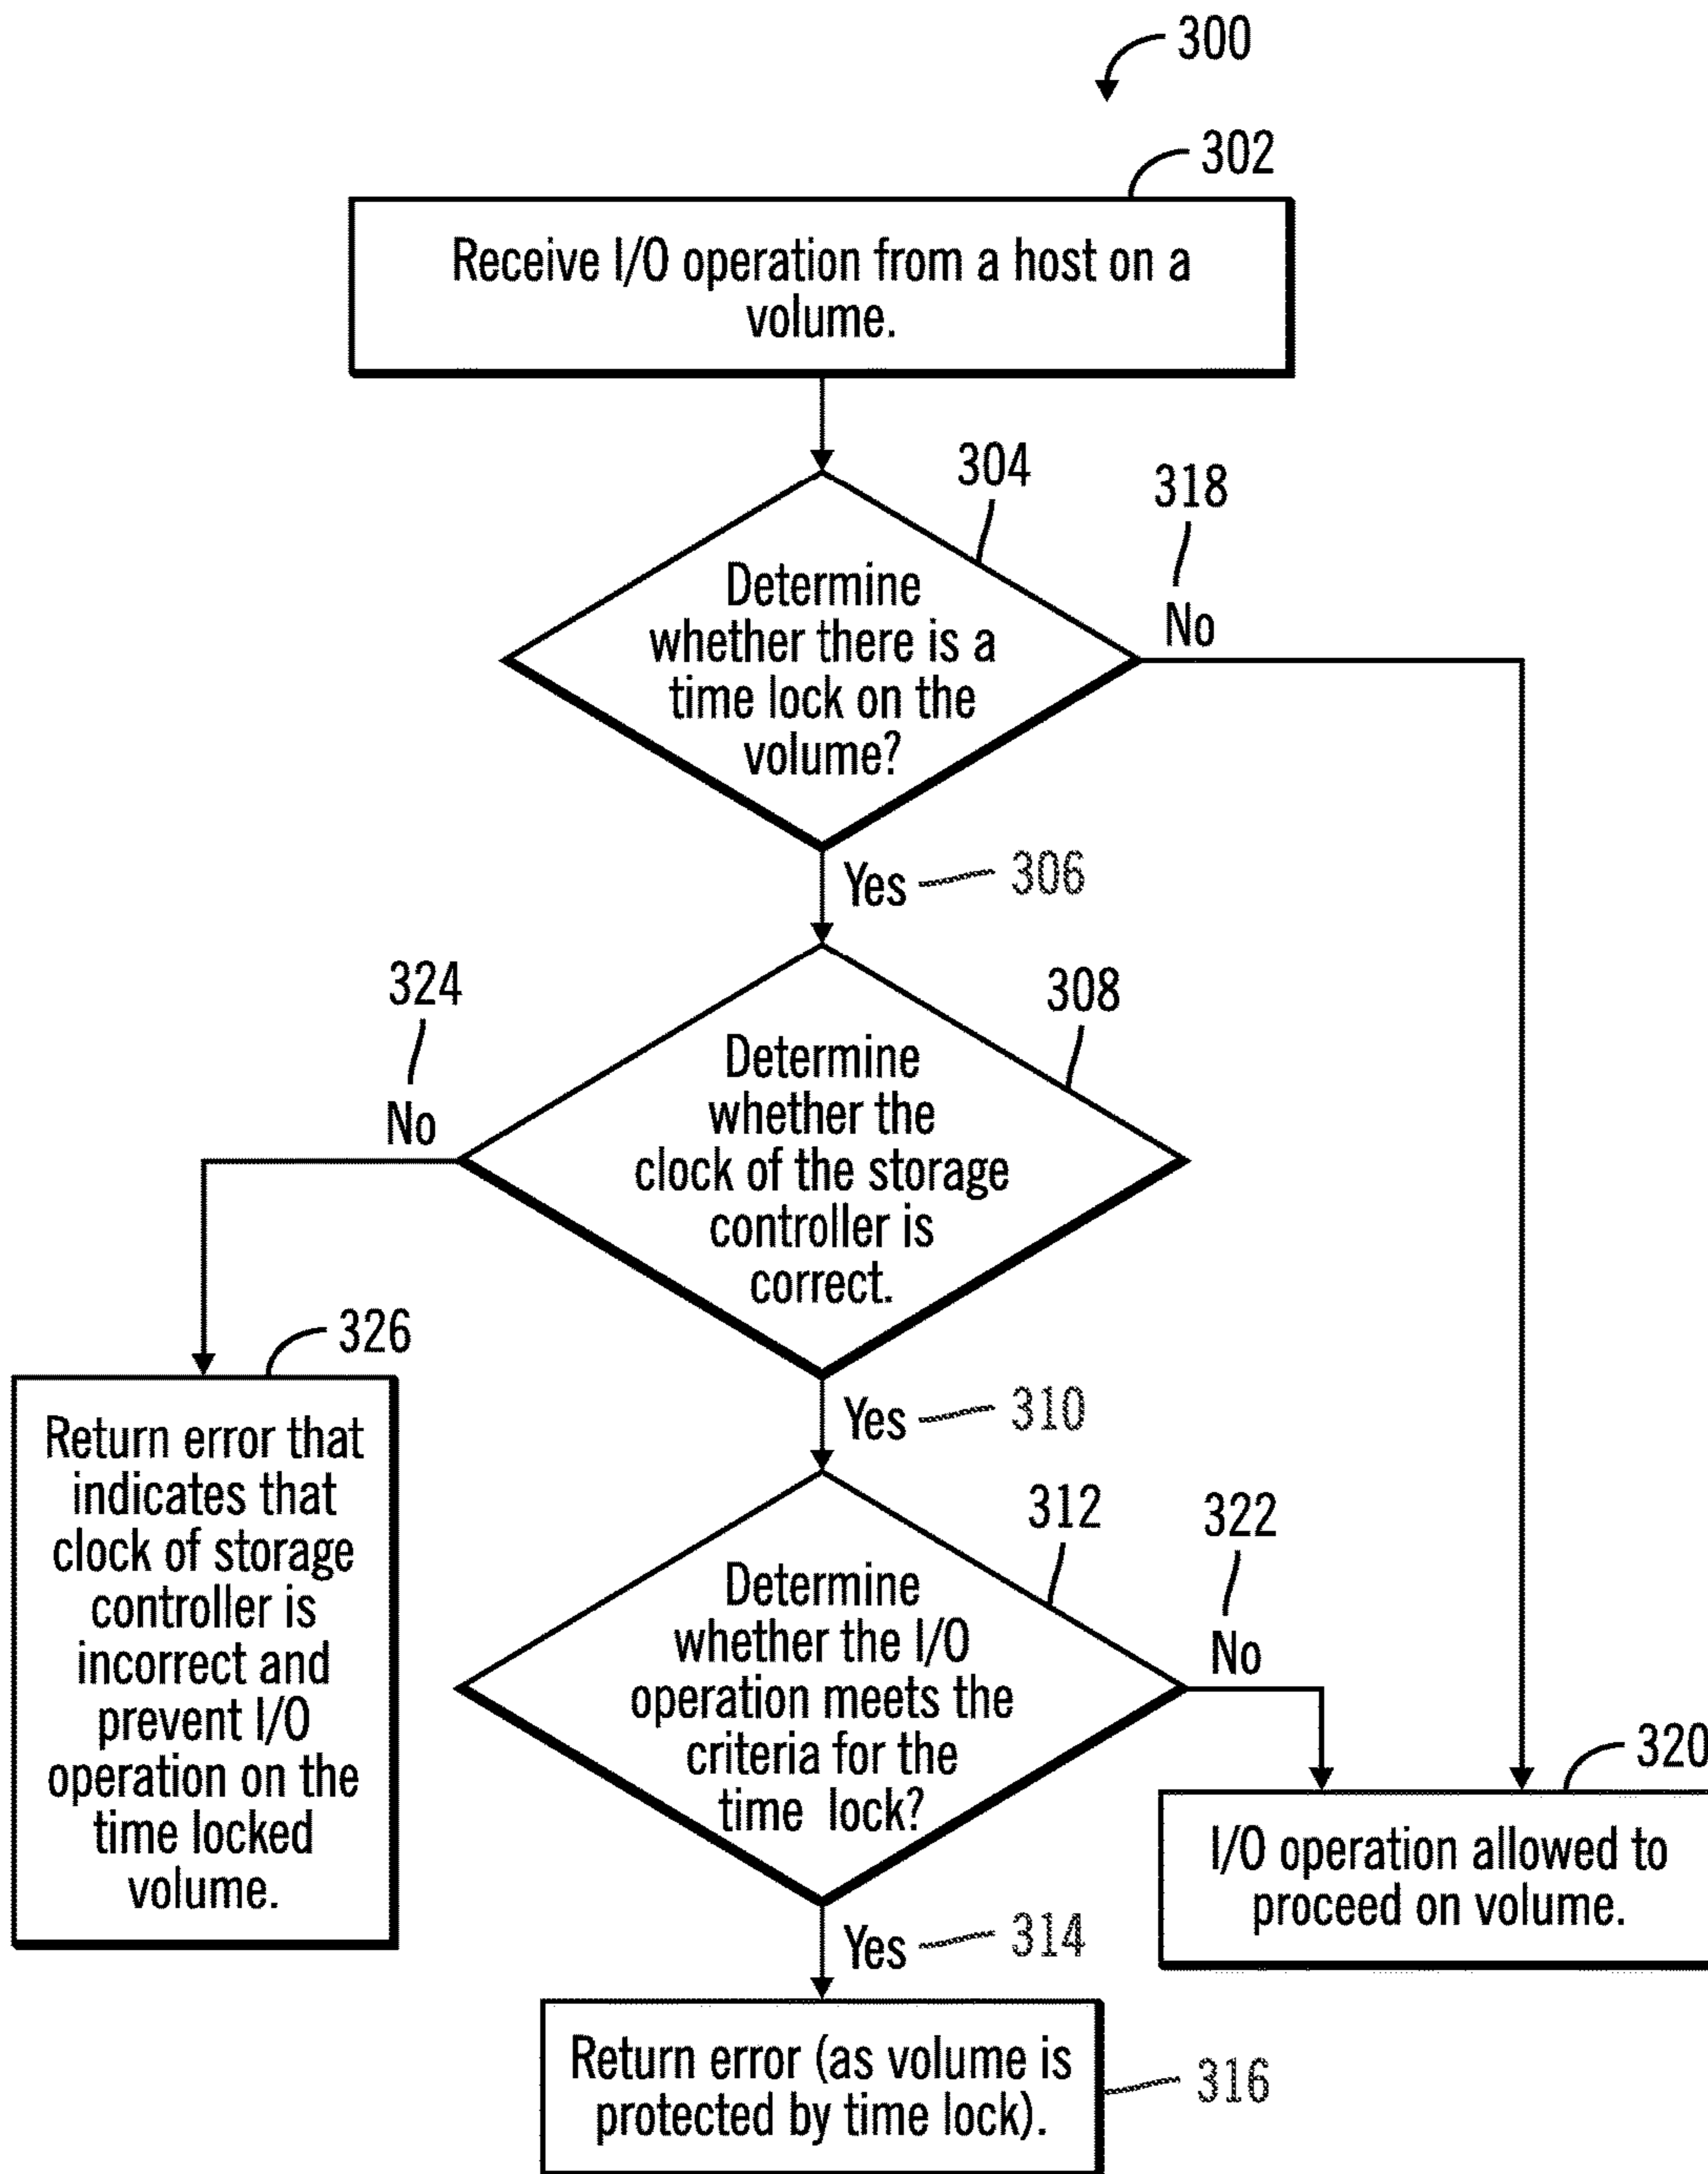 300
302
Receive I/O operation from a host on a
volume.
304
318
Determine
whether there is a
time lock on the
volume?
No
Yes
306
324
308
No
Determine
whether the
clock of the storage
controller is
correct.
326
Return error that
indicates that
clock of storage
controller is
incorrect and
prevent I/O
operation on the
time locked
volume.
Yes
310
312
322
Determine
whether the I/O
operation meets the
criteria for the
time lock?
No
320
I/O operation allowed to
proceed on volume.
Yes
314
Return error (as volume is
protected by time lock).
316